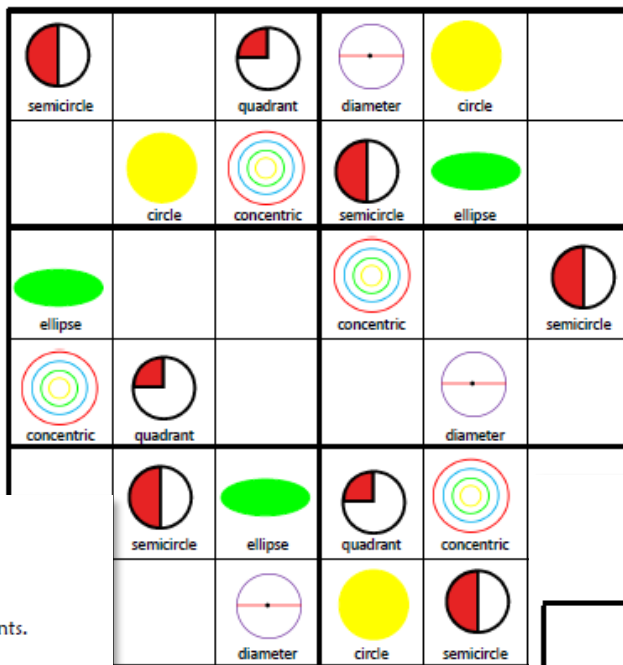 semicircle quadrant diameter circle
circle concentric semicircle ellipse
ellipse concentric semicircle
concentric quadrant diameter
semicircle ellipse quadrant concentric
nts.
diameter circle semicircle